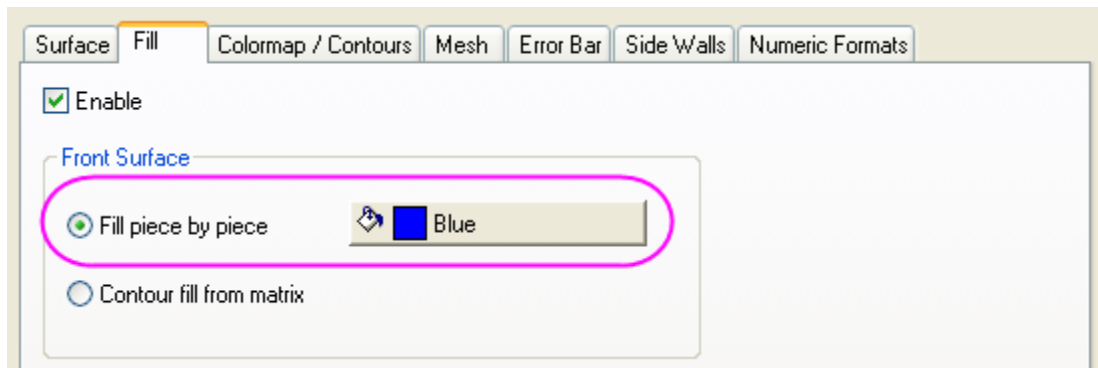 Surface Fill Colormap / Contours Mesh Error Bar Side Walls Numeric Formats
Enable
Front Surface
Fill piece by piece Blue
Contour fill from matrix